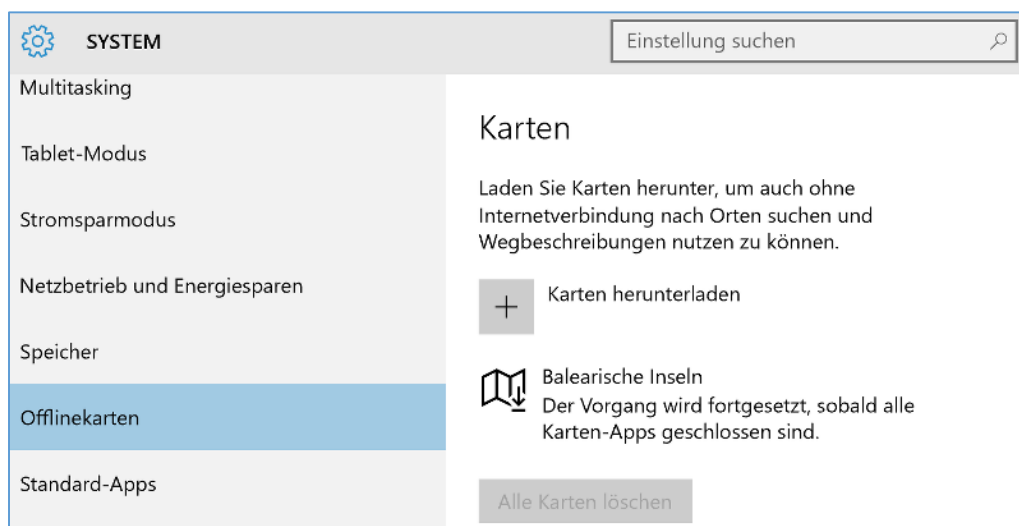 SYSTEM
Einstellung suchen
Multitasking
Tablet-Modus
Stromsparmodus
Netzbetrieb und Energiesparen
Speicher
Offlinekarten
Standard-Apps
Karten
Laden Sie Karten herunter, um auch ohne
Internetverbindung nach Orten suchen und
Wegbeschreibungen nutzen zu können.
Karten herunterladen
Balearische Inseln
Der Vorgang wird fortgesetzt, sobald alle
Karten-Apps geschlossen sind.
Alle Karten löschen